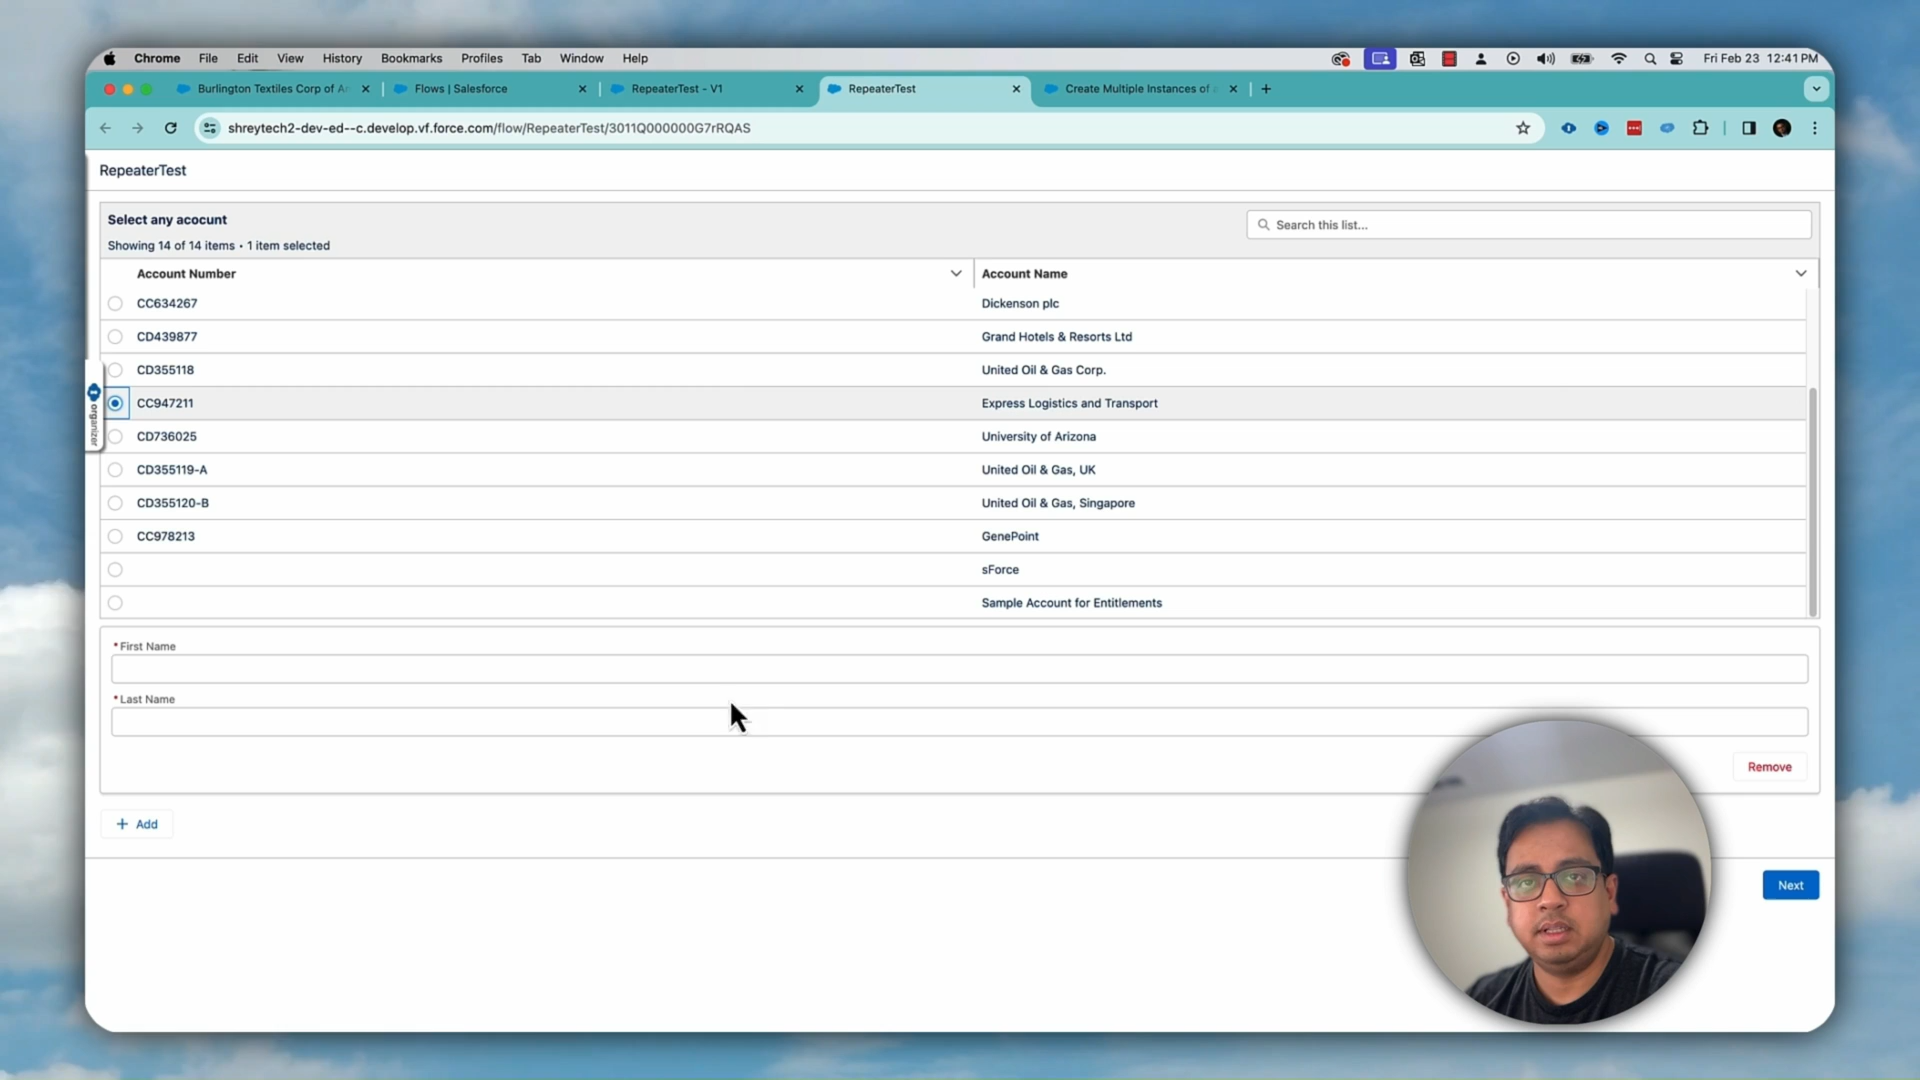 Chrome File Edit View History Bookmarks Profiles Tab Window Help Fri Feb 23 12:41 PM
Burlington Textiles Corp of Am Flows | Salesforce RepeaterTest - V1 RepeaterTest Create Multiple Instances of a
shreytech2-dev-ed--c.develop.vf.force.com/flow/RepeaterTest/3011Q000000G7rRQAS
RepeaterTest
Select any acocunt
Search this list...
Showing 14 of 14 items • 1 item selected
Account Number Account Name
CC634267 Dickenson plc
CD439877 Grand Hotels & Resorts Ltd
CD355118 United Oil & Gas Corp.
CC947211 Express Logistics and Transport
CD736025 University of Arizona
CD355119-A United Oil & Gas, UK
CD355120-B United Oil & Gas, Singapore
CC978213 GenePoint
sForce
Sample Account for Entitlements
organizer
* First Name
* Last Name
Remove
+ Add
Next